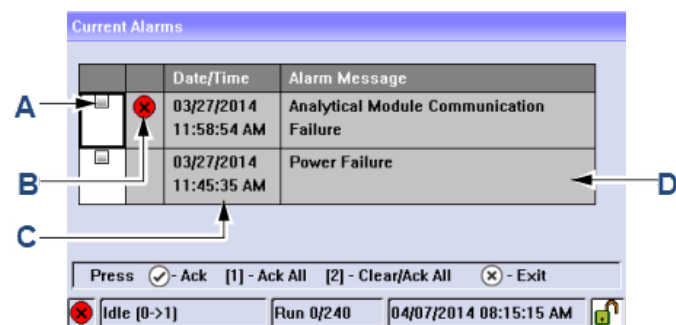 Current Alarms
Date/Time Alarm Message
A
03/27/2014 Analytical Module Communication
11:58:54 AM Failure
B
03/27/2014 Power Failure
11:45:35 AM
D
C
Press - Ack [1] - Ack All [2] - Clear/Ack All - Exit
Idle (0->1) Run 0/240 04/07/2014 08:15:15 AM